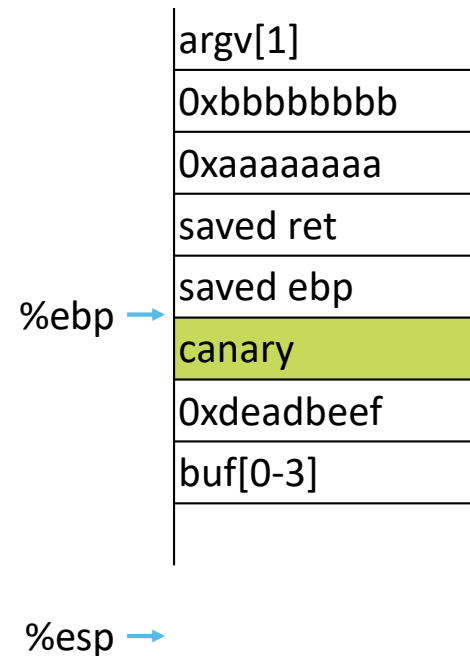 argv[1]
0xbbbbbbbb
0xaaaaaaaa
saved ret
saved ebp
%ebp
canary
0xdeadbeef
buf[0-3]
%esp